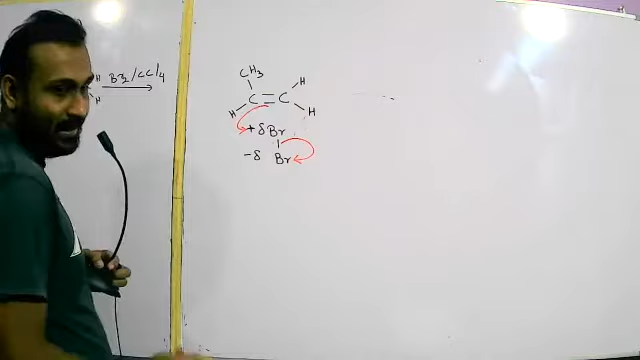 H Br2/CCl4
H
CH3
H
C=C
H H
+δ Br
-δ Br